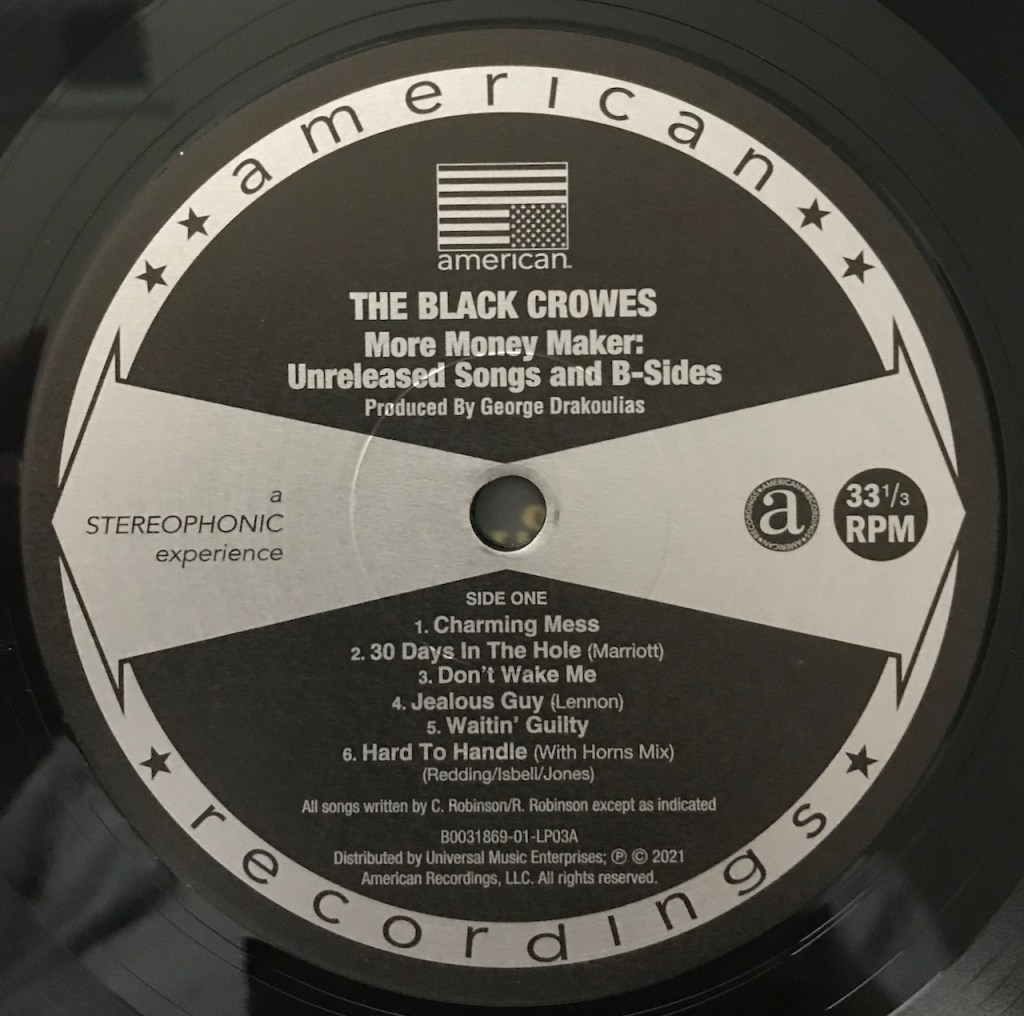 american
american
THE BLACK CROWES
More Money Maker:
Unreleased Songs and B-Sides
Produced By George Drakoulias
a
STEREOPHONIC
experience
AMERICAN RECORDINGS AMERICAN RECORDINGS
a
33 1/3
RPM
SIDE ONE
1. Charming Mess
2. 30 Days In The Hole (Marriott)
3. Don't Wake Me
4. Jealous Guy (Lennon)
5. Waitin' Guilty
6. Hard To Handle (With Horns Mix)
(Redding/Isbell/Jones)
All songs written by C. Robinson/R. Robinson except as indicated
B0031869-01-LP03A
Distributed by Universal Music Enterprises; ℗ © 2021
American Recordings, LLC. All rights reserved.
recordings